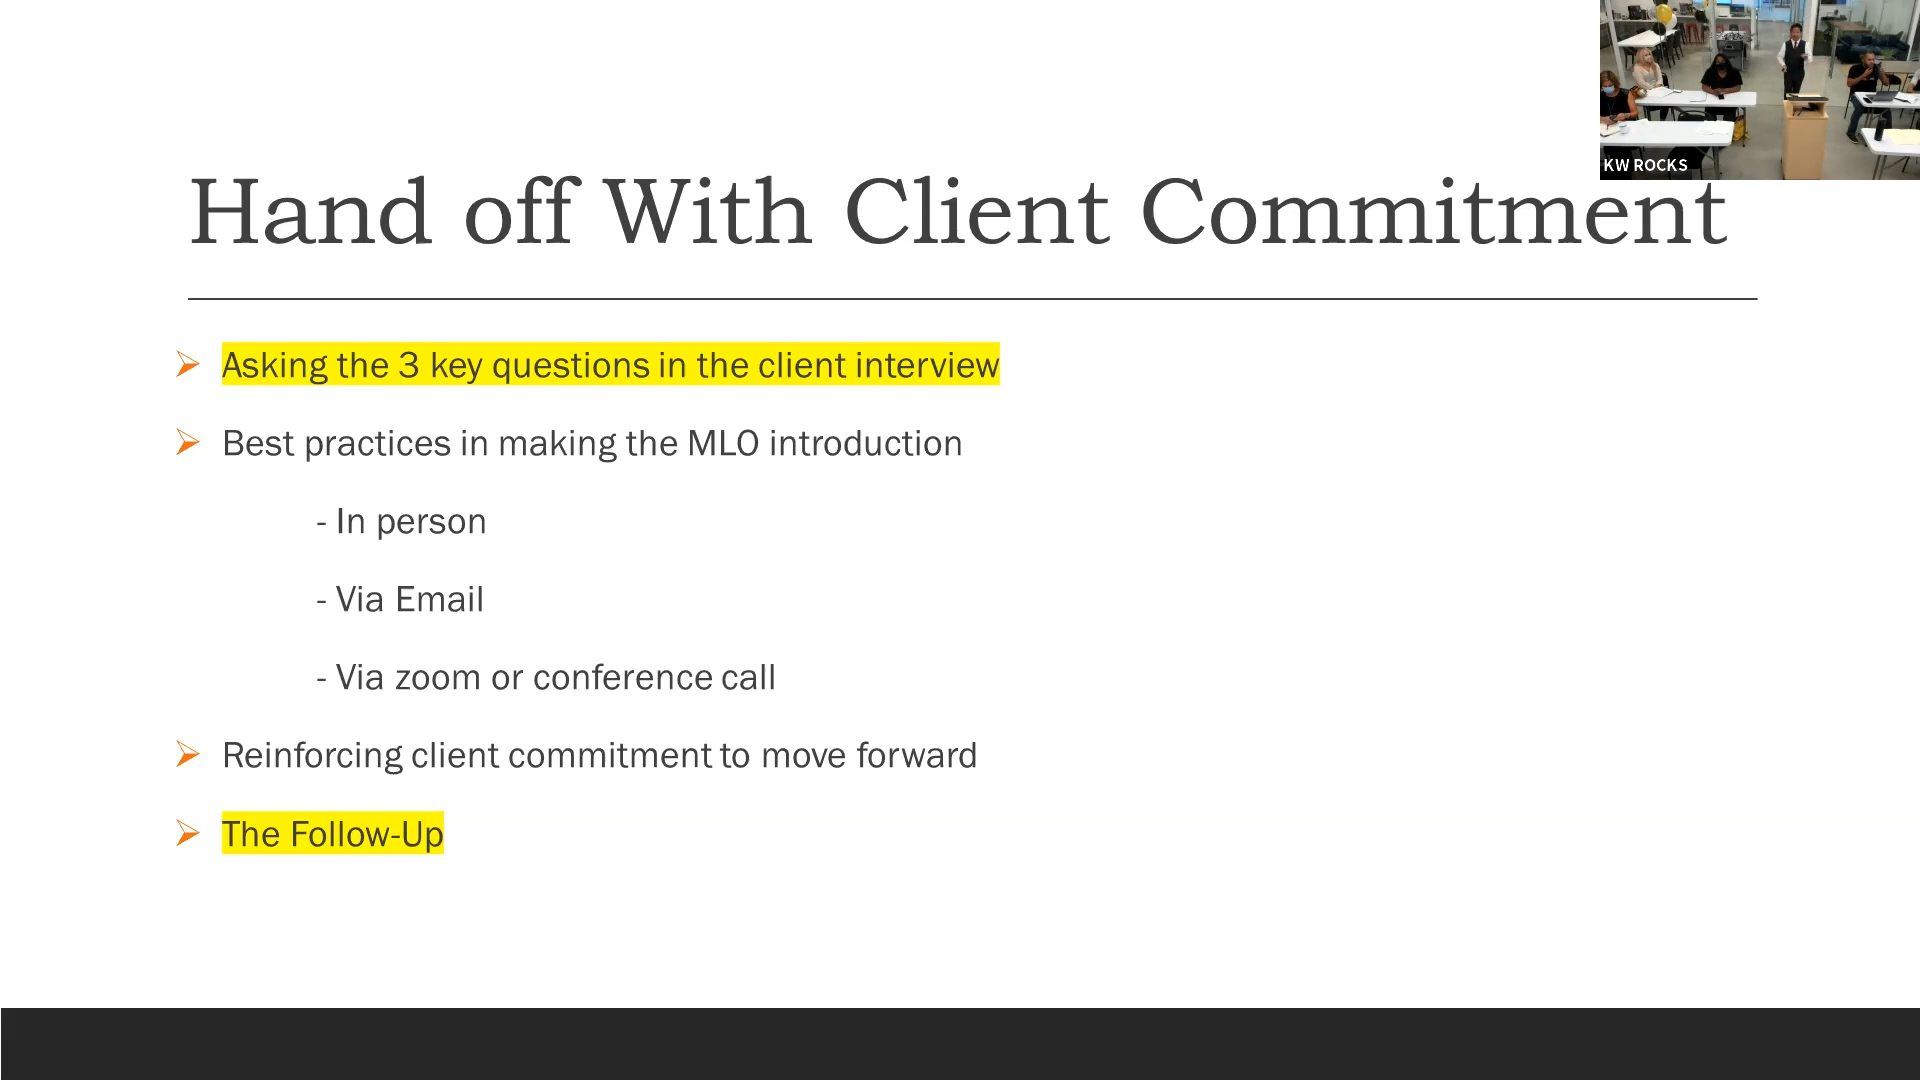 KW ROCKS
Hand off With Client Commitment
Asking the 3 key questions in the client interview
Best practices in making the MLO introduction
- In person
- Via Email
- Via zoom or conference call
Reinforcing client commitment to move forward
The Follow-Up